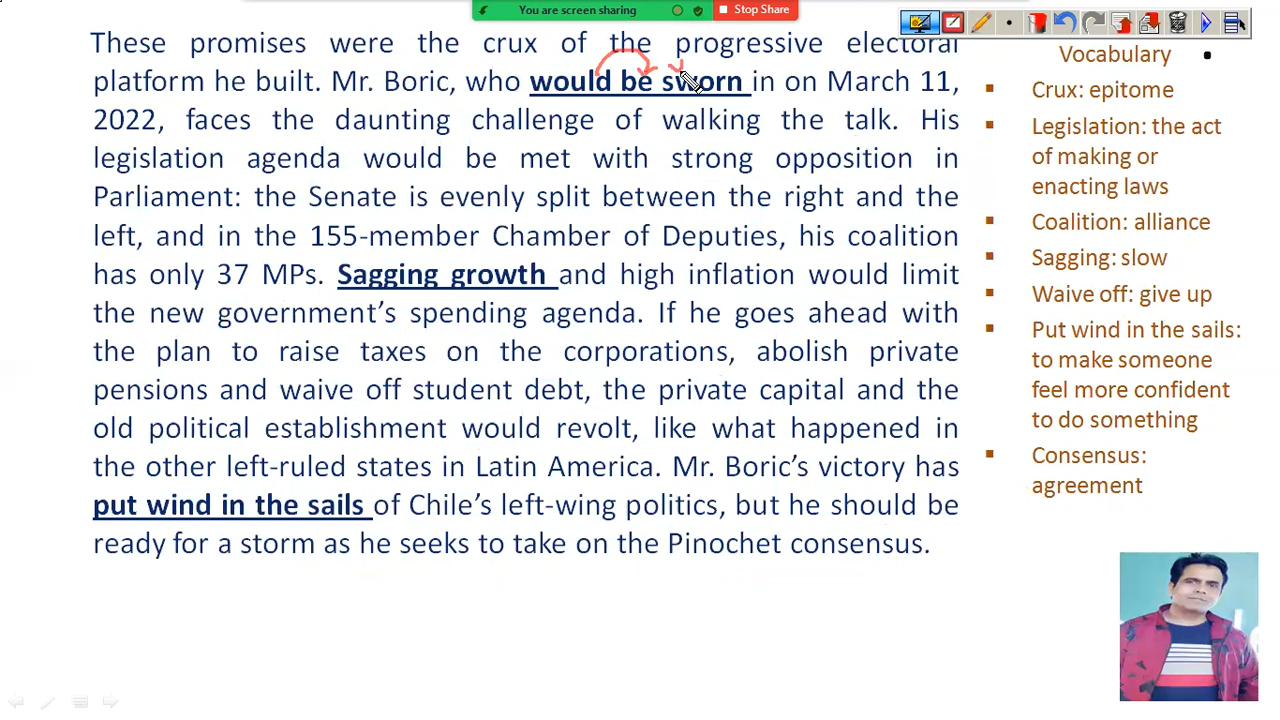 You are screen sharing
Stop Share
These promises were the crux of the progressive electoral
platform he built. Mr. Boric, who would be sworn in on March 11,
2022, faces the daunting challenge of walking the talk. His
legislation agenda would be met with strong opposition in
Parliament: the Senate is evenly split between the right and the
left, and in the 155-member Chamber of Deputies, his coalition
has only 37 MPs. Sagging growth and high inflation would limit
the new government’s spending agenda. If he goes ahead with
the plan to raise taxes on the corporations, abolish private
pensions and waive off student debt, the private capital and the
old political establishment would revolt, like what happened in
the other left-ruled states in Latin America. Mr. Boric’s victory has
put wind in the sails of Chile’s left-wing politics, but he should be
ready for a storm as he seeks to take on the Pinochet consensus.
Vocabulary
Crux: epitome
Legislation: the act
of making or
enacting laws
Coalition: alliance
Sagging: slow
Waive off: give up
Put wind in the sails:
to make someone
feel more confident
to do something
Consensus:
agreement